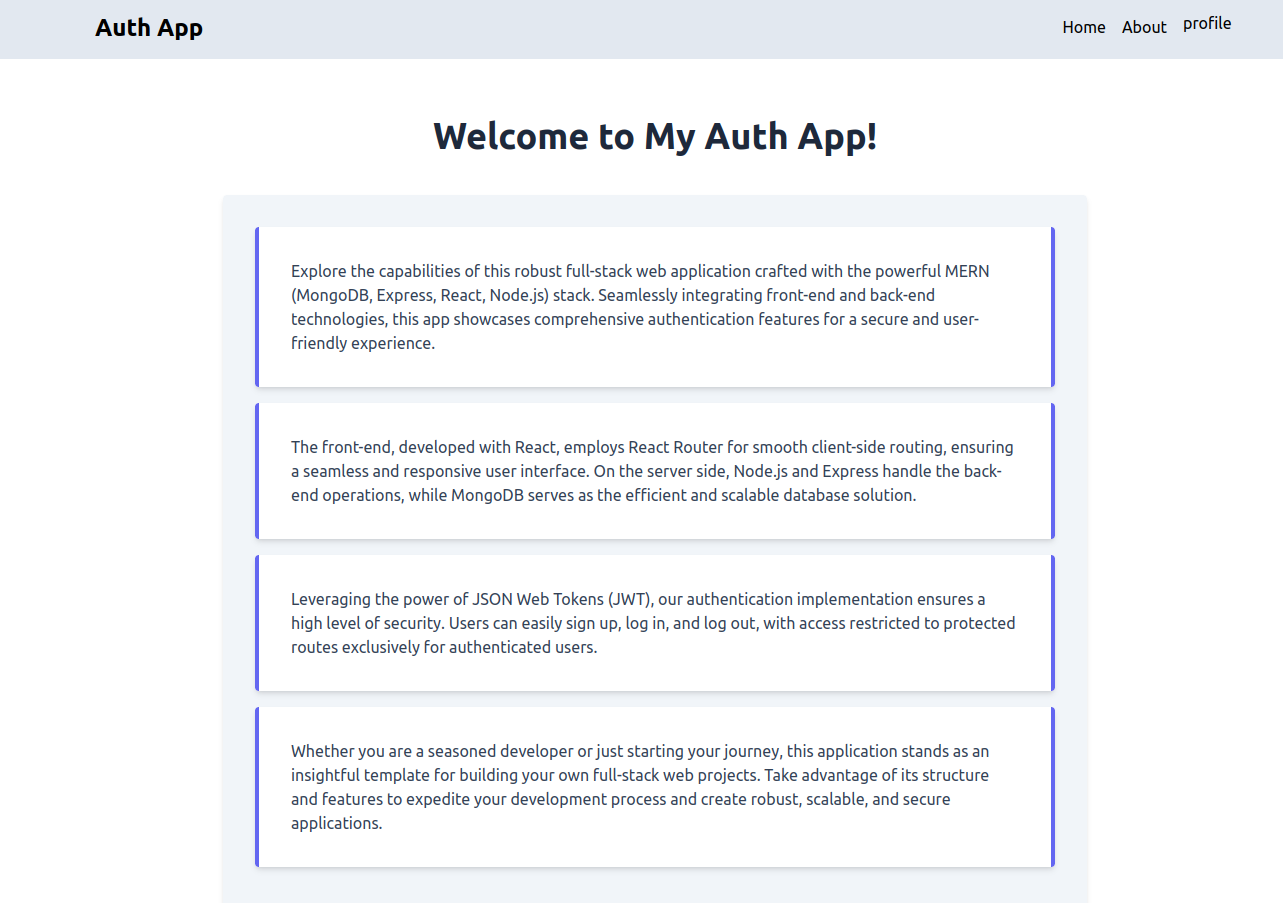 Auth App
Home About profile
Welcome to My Auth App!
Explore the capabilities of this robust full-stack web application crafted with the powerful MERN
(MongoDB, Express, React, Node.js) stack. Seamlessly integrating front-end and back-end
technologies, this app showcases comprehensive authentication features for a secure and user-
friendly experience.
The front-end, developed with React, employs React Router for smooth client-side routing, ensuring
a seamless and responsive user interface. On the server side, Node.js and Express handle the back-
end operations, while MongoDB serves as the efficient and scalable database solution.
Leveraging the power of JSON Web Tokens (JWT), our authentication implementation ensures a
high level of security. Users can easily sign up, log in, and log out, with access restricted to protected
routes exclusively for authenticated users.
Whether you are a seasoned developer or just starting your journey, this application stands as an
insightful template for building your own full-stack web projects. Take advantage of its structure
and features to expedite your development process and create robust, scalable, and secure
applications.